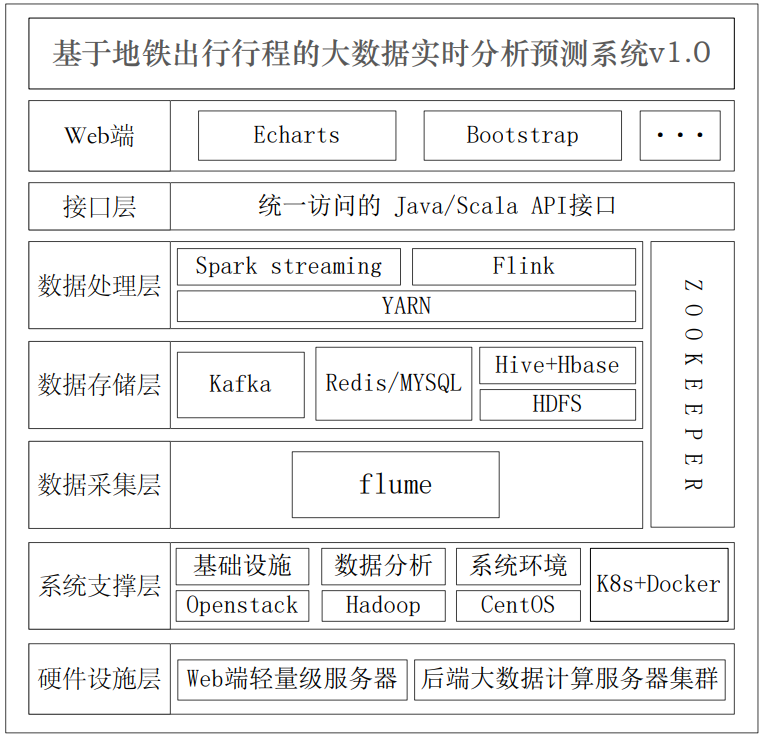 基于地铁出行行程的大数据实时分析预测系统v1.0
Web端
Echarts
Bootstrap
···
接口层
统一访问的 Java/Scala API接口
数据处理层
Spark streaming
Flink
YARN
ZOOKEEPER
数据存储层
Kafka
Redis/MYSQL
Hive+Hbase
HDFS
数据采集层
flume
系统支撑层
基础设施
数据分析
系统环境
K8s+Docker
Openstack
Hadoop
CentOS
硬件设施层
Web端轻量级服务器
后端大数据计算服务器集群